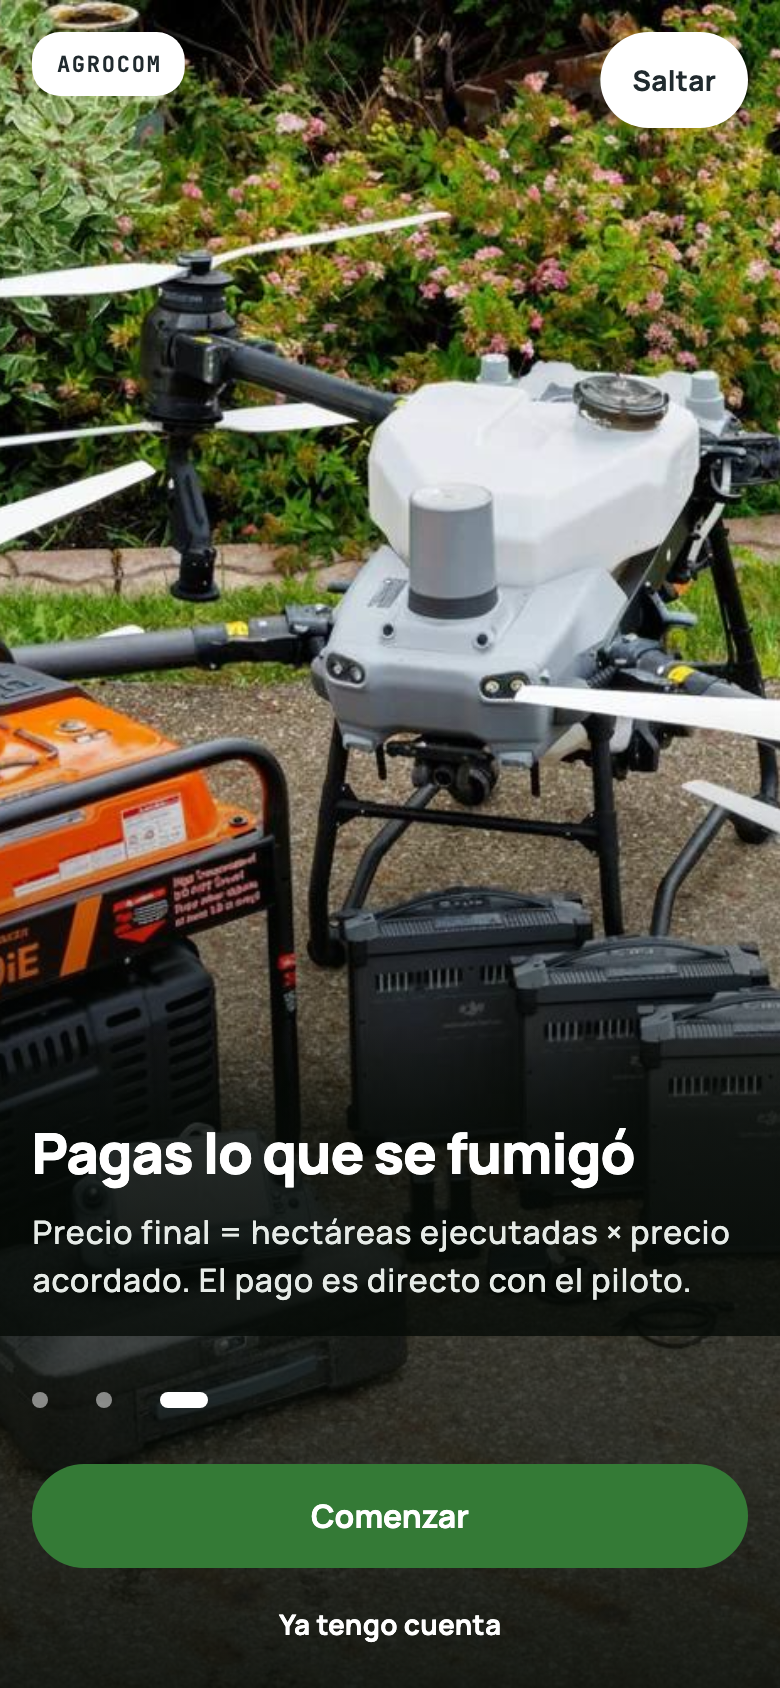 AGROCOM
Saltar
Pagas lo que se fumigó
Precio final = hectáreas ejecutadas × precio
acordado. El pago es directo con el piloto.
Comenzar
Ya tengo cuenta